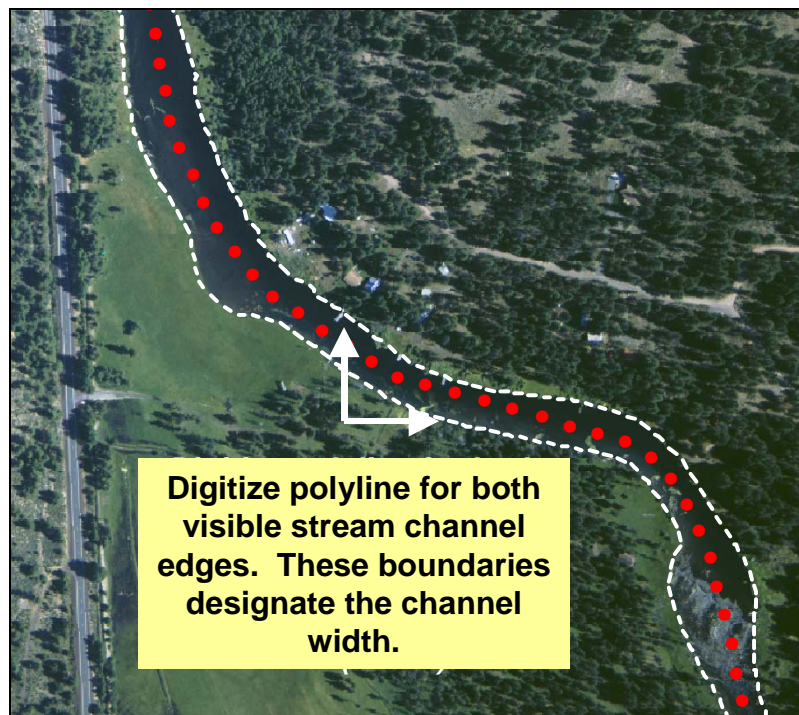 Digitize polyline for both
visible stream channel
edges.  These boundaries
designate the channel
width.